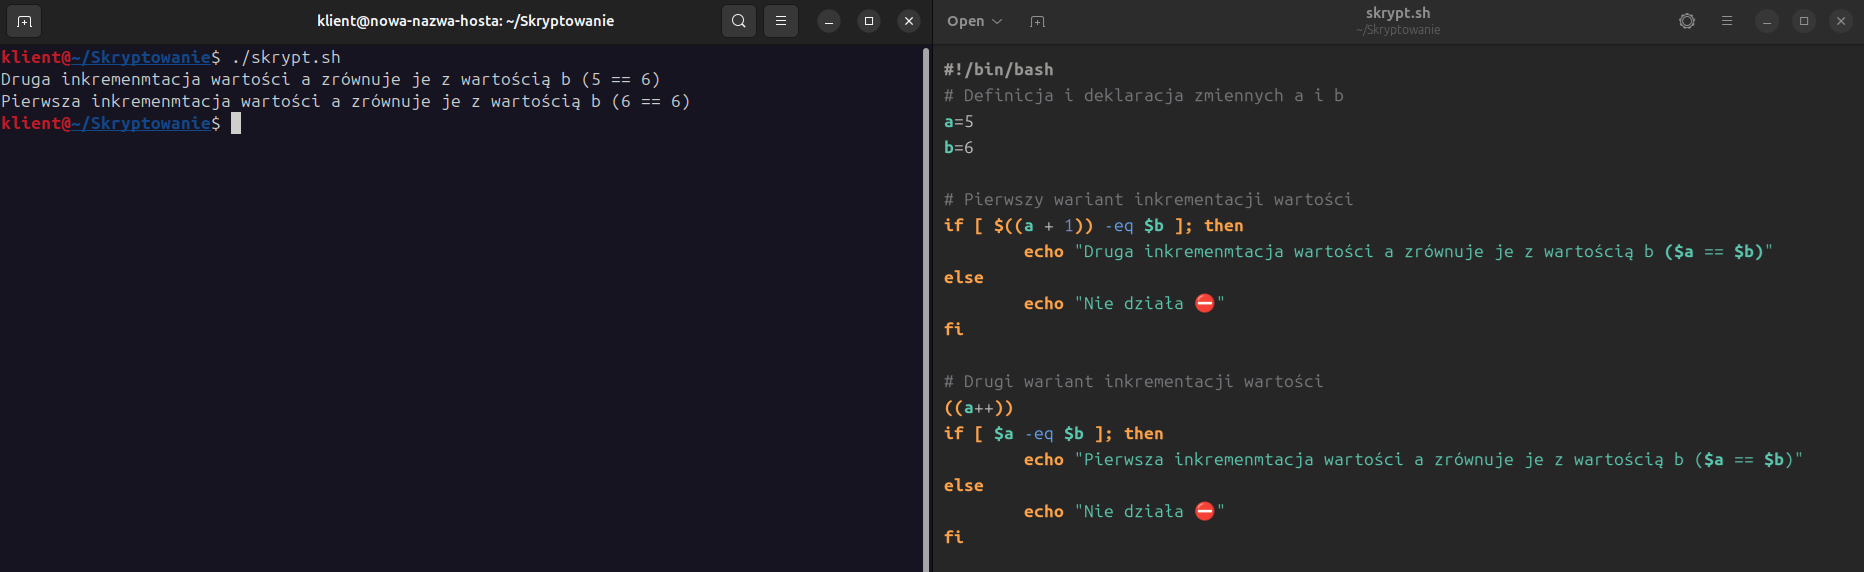 klient@nowa-nazwa-hosta: ~/Skryptowanie
klient@~/Skryptowanie$ ./skrypt.sh
Druga inkremenmtacja wartości a zrównuje je z wartością b (5 == 6)
Pierwsza inkremenmtacja wartości a zrównuje je z wartością b (6 == 6)
klient@~/Skryptowanie$
Open
skrypt.sh
~/Skryptowanie
#!/bin/bash
# Definicja i deklaracja zmiennych a i b
a=5
b=6
# Pierwszy wariant inkrementacji wartości
if [ $((a + 1)) -eq $b ]; then
echo "Druga inkremenmtacja wartości a zrównuje je z wartością b ($a == $b)"
else
echo "Nie działa ⛔"
fi
# Drugi wariant inkrementacji wartości
((a++))
if [ $a -eq $b ]; then
echo "Pierwsza inkremenmtacja wartości a zrównuje je z wartością b ($a == $b)"
else
echo "Nie działa ⛔"
fi